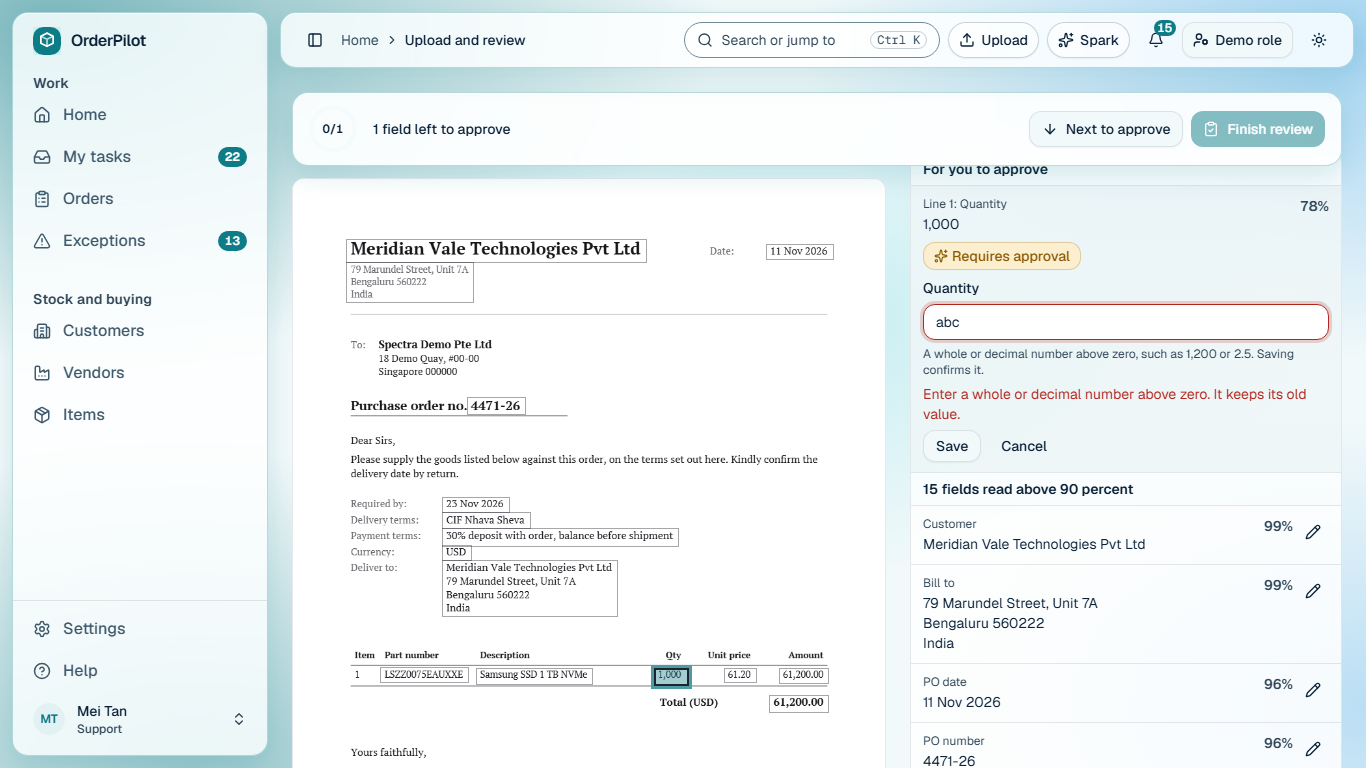 OrderPilot
Work
Home
My tasks
22
Orders
Exceptions
13
Stock and buying
Customers
Vendors
Items
Settings
Help
MT
Mei Tan
Support
Home
Upload and review
Search or jump to
Ctrl K
Upload
Spark
15
Demo role
0/1
1 field left to approve
Next to approve
Finish review
Meridian Vale Technologies Pvt Ltd
79 Marundel Street, Unit 7A
Bengaluru 560222
India
Date:
11 Nov 2026
To:
Spectra Demo Pte Ltd
18 Demo Quay, #00-00
Singapore 000000
Purchase order no. 4471-26
Dear Sirs,
Please supply the goods listed below against this order, on the terms set out here. Kindly confirm the
delivery date by return.
Required by: 23 Nov 2026
Delivery terms: CIF Nhava Sheva
Payment terms: 30% deposit with order, balance before shipment
Currency: USD
Deliver to: Meridian Vale Technologies Pvt Ltd
79 Marundel Street, Unit 7A
Bengaluru 560222
India
Item Part number Description Qty Unit price Amount
1 LSZZ0075EAUXXE Samsung SSD 1 TB NVMe 1,000 61.20 61,200.00
Total (USD) 61,200.00
Yours faithfully,
For you to approve
Line 1: Quantity
78%
1,000
Requires approval
Quantity
abc
A whole or decimal number above zero, such as 1,200 or 2.5. Saving
confirms it.
Enter a whole or decimal number above zero. It keeps its old
value.
Save
Cancel
15 fields read above 90 percent
Customer
99%
Meridian Vale Technologies Pvt Ltd
Bill to
99%
79 Marundel Street, Unit 7A
Bengaluru 560222
India
PO date
96%
11 Nov 2026
PO number
96%
4471-26